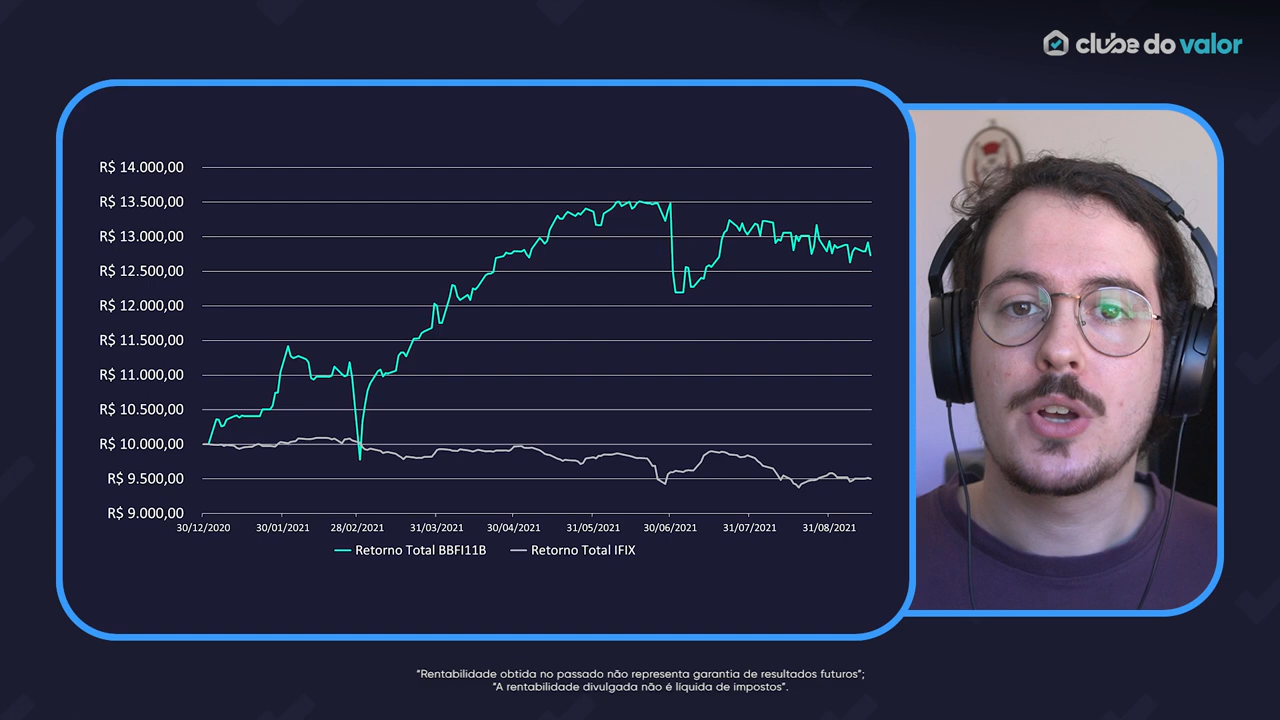 clube do valor
R$ 14.000,00
R$ 13.500,00
R$ 13.000,00
R$ 12.500,00
R$ 12.000,00
R$ 11.500,00
R$ 11.000,00
R$ 10.500,00
R$ 10.000,00
R$ 9.500,00
R$ 9.000,00
30/12/2020 30/01/2021 28/02/2021 31/03/2021 30/04/2021 31/05/2021 30/06/2021 31/07/2021 31/08/2021
Retorno Total BBFI11B Retorno Total IFIX
“Rentabilidade obtida no passado não representa garantia de resultados futuros”;
“A rentabilidade divulgada não é líquida de impostos”.